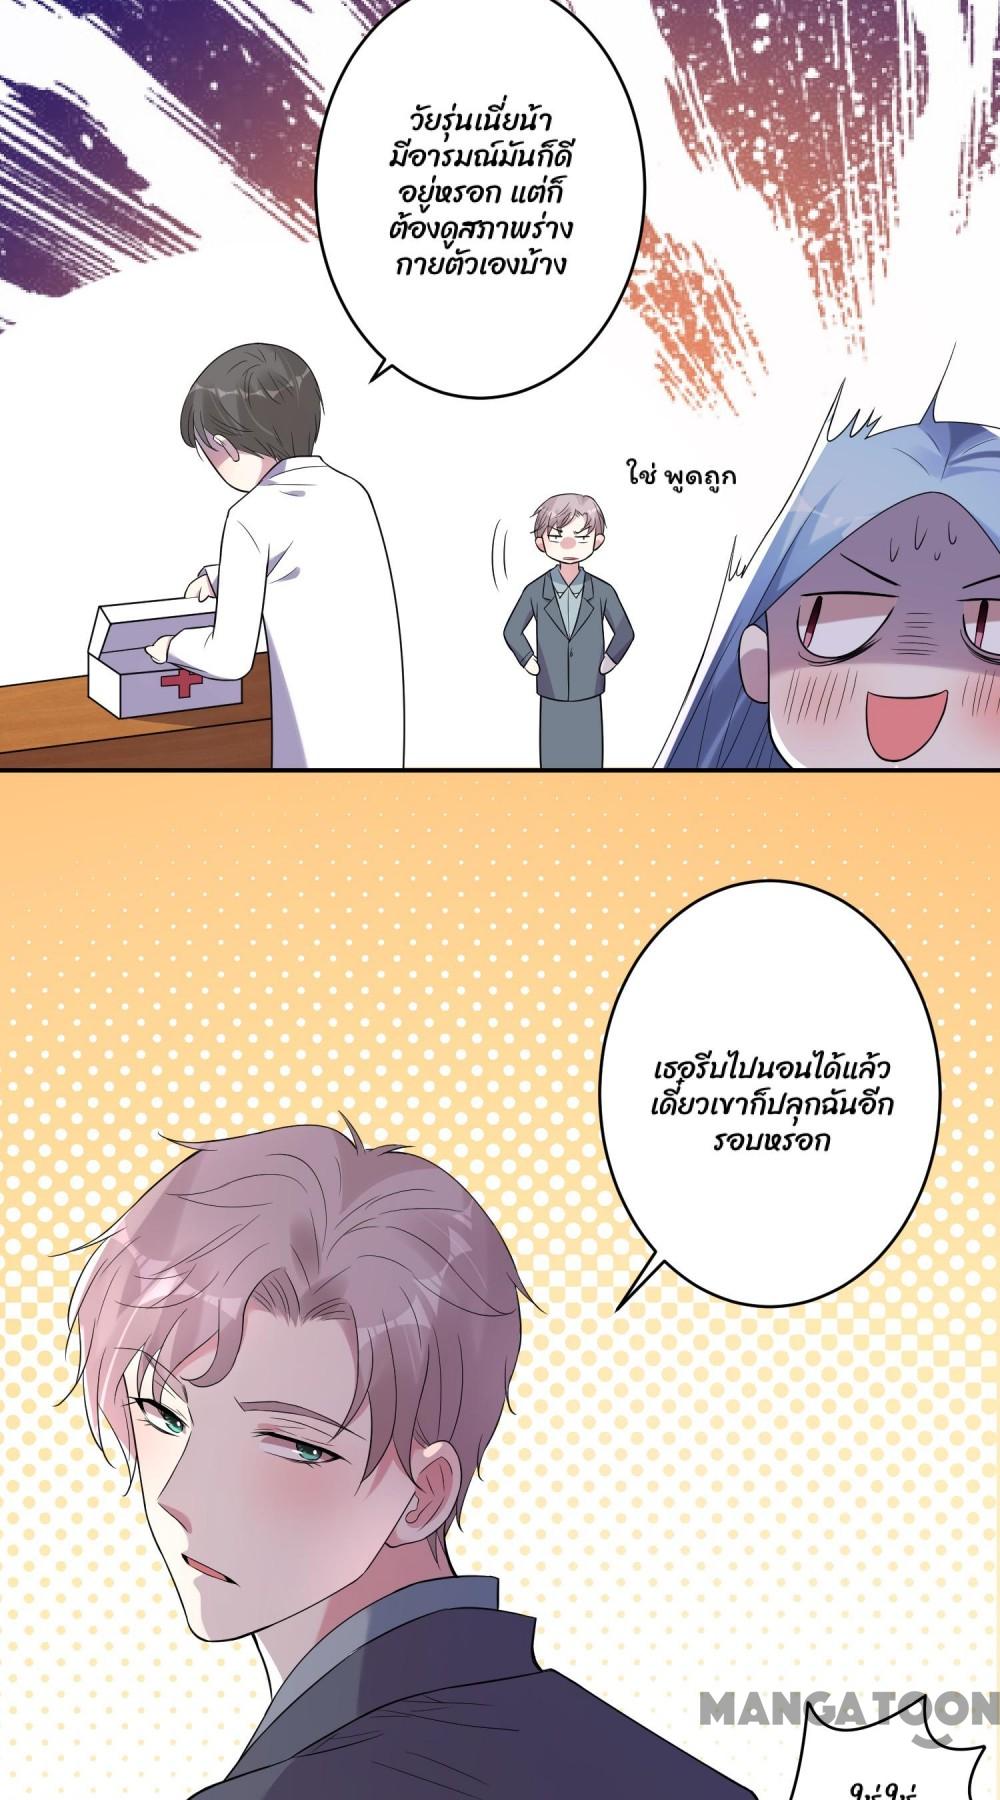 วัยรุ่นเนี่ยน้า
มีอารมณ์มันก็ดี
อยู่หรอก แต่ก็
ต้องดูสภาพร่าง
กายตัวเองบ้าง
ใช่ พูดถูก
เธอรีบไปนอนได้แล้ว
เดี๋ยวเขาก็ปลุกฉันอีก
รอบหรอก
MANGATOON